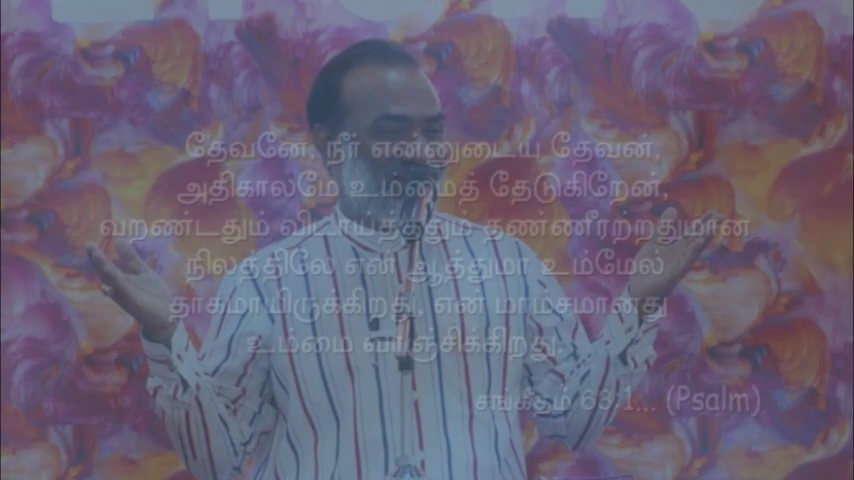 தேவனே, நீர் என்னுடைய தேவன்,
அதிகாலமே உம்மைத் தேடுகிறேன்,
வறண்டதும் விடாய்த்ததும் தண்ணீரற்றதுமான
நிலத்திலே என் ஆத்துமா உம்மேல்
தாகமாயிருக்கிறது, என் மாம்சமானது
உம்மை வாஞ்சிக்கிறது.
சங்கீதம் 63:1... (Psalm)